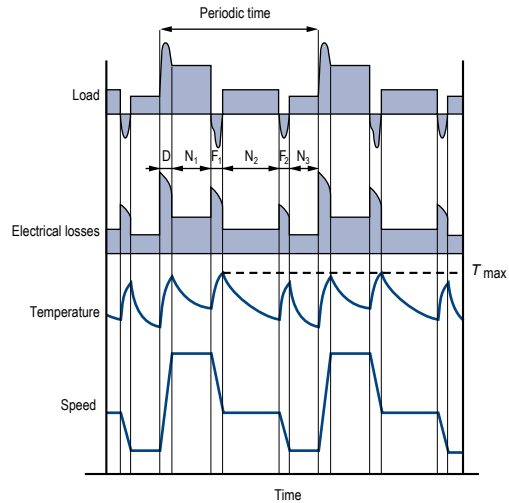 Periodic time
Load
D N₁ F₁ N₂ F₂ N₃
Electrical losses
T max
Temperature
Speed
Time